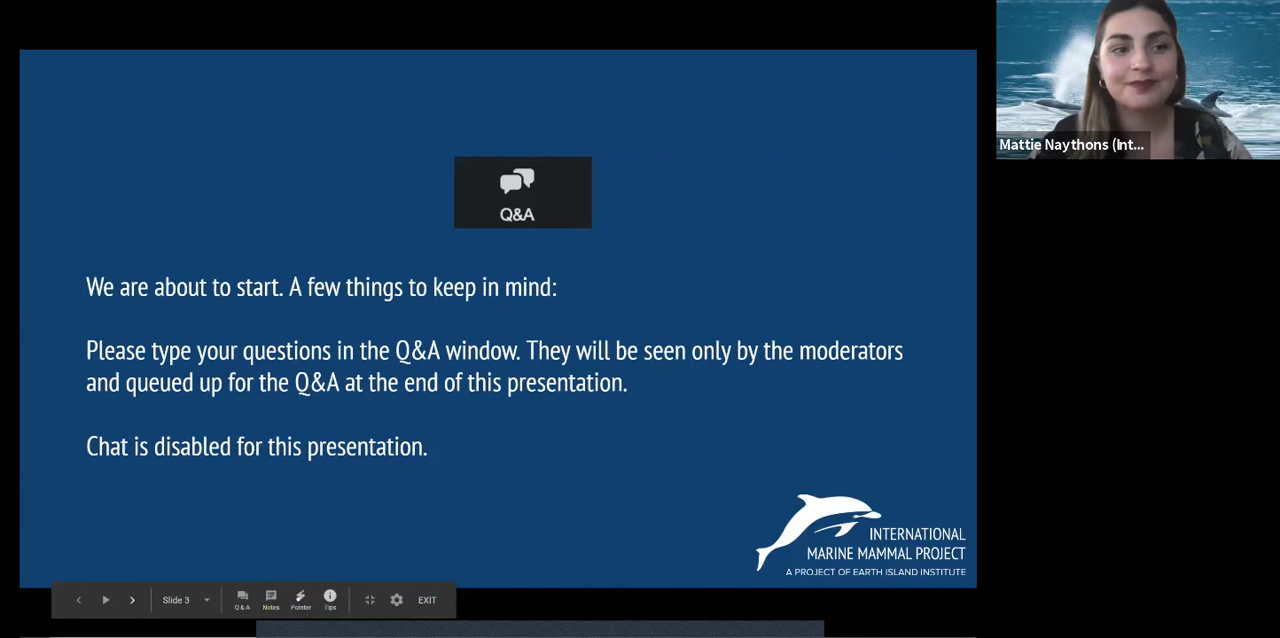 Mattie Naythons (Int...
Q&A
We are about to start. A few things to keep in mind:
Please type your questions in the Q&A window. They will be seen only by the moderators
and queued up for the Q&A at the end of this presentation.
Chat is disabled for this presentation.
INTERNATIONAL
MARINE MAMMAL PROJECT
A PROJECT OF EARTH ISLAND INSTITUTE
Slide 3
Q & A
Notes
Pointer
Tips
EXIT